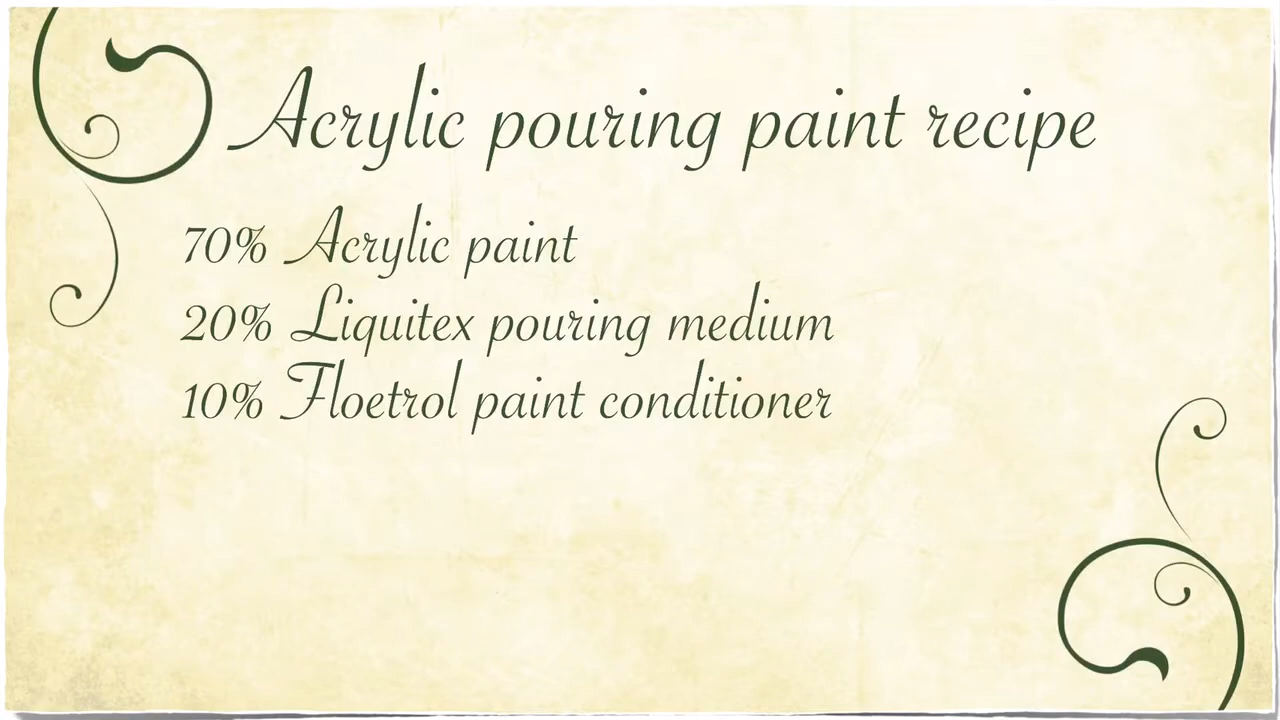 Acrylic pouring paint recipe
70% Acrylic paint
20% Liquitex pouring medium
10% Floetrol paint conditioner